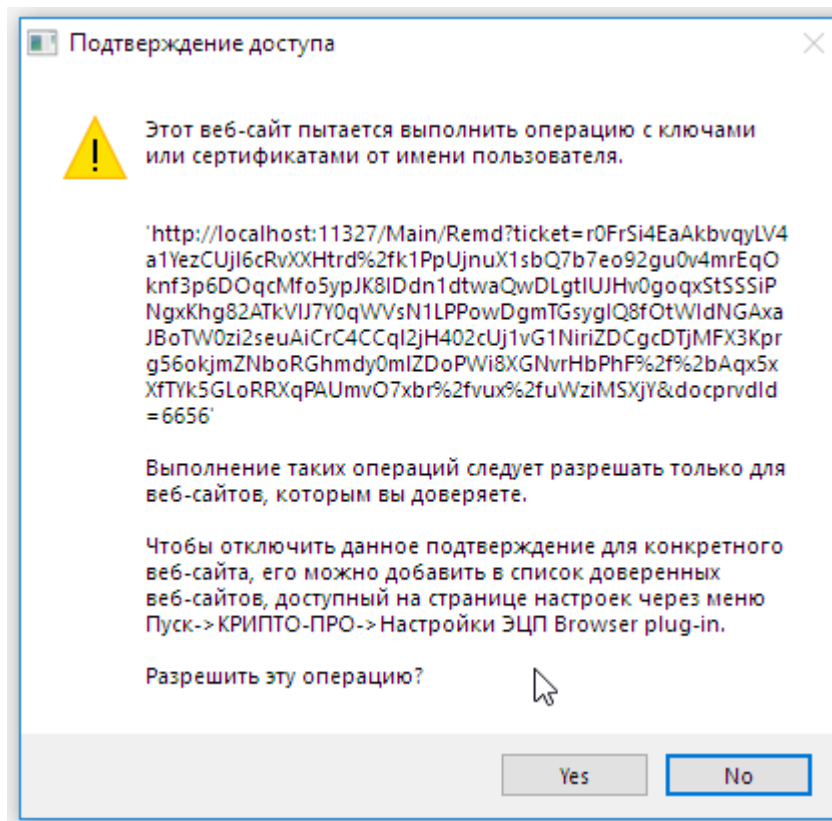 Подтверждение доступа
Этот веб-сайт пытается выполнить операцию с ключами
или сертификатами от имени пользователя.
'http://localhost:11327/Main/Remd?ticket=r0FrSi4EaAkbvqyLV4
a1YezCUjI6cRvXXHtrd%2fk1PpUjnuX1sbQ7b7eo92gu0v4mrEqO
knf3p6DOqcMfo5ypJK8IDdn1dtwaQwDLgtIUJHv0goqxStSSSiP
NgxKhg82ATkVIJ7Y0qWVsN1LPPowDgmTGsygIQ8fOtWIdNGAxa
JBoTW0zi2seuAiCrC4CCqI2jH402cUj1vG1NiriZDCgcDTjMFX3Kpr
g56okjmZNboRGhmdy0mIZDoPWi8XGNvrHbPhF%2f%2bAqx5x
XfTYk5GLoRRXqPAUmvO7xbr%2fvux%2fuWziMSXjY&docprvdId
=6656'
Выполнение таких операций следует разрешать только для
веб-сайтов, которым вы доверяете.
Чтобы отключить данное подтверждение для конкретного
веб-сайта, его можно добавить в список доверенных
веб-сайтов, доступный на странице настроек через меню
Пуск->КРИПТО-ПРО->Настройки ЭЦП Browser plug-in.
Разрешить эту операцию?
Yes
No